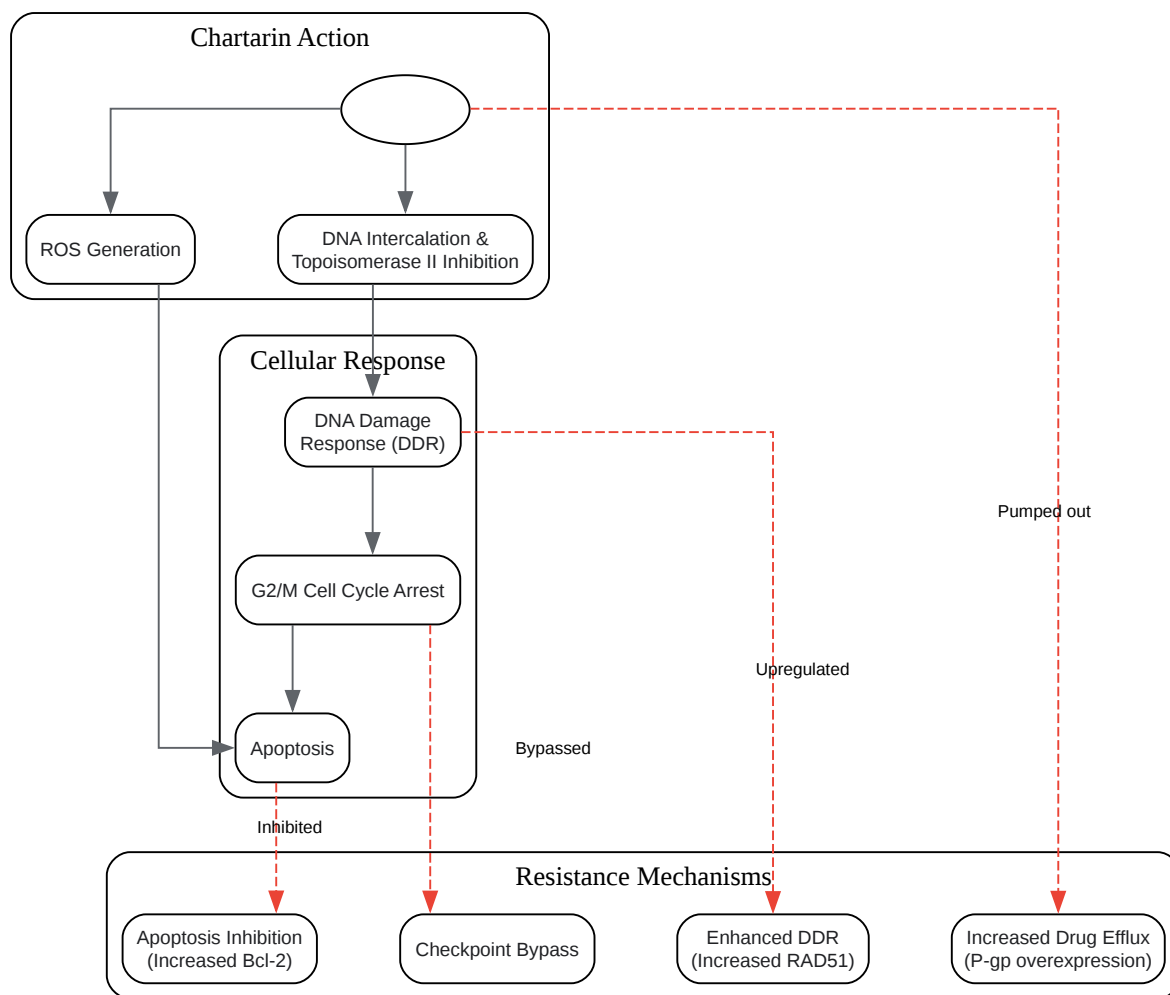 Chartarin Action
ROS Generation
DNA Intercalation &
Topoisomerase II Inhibition
Cellular Response
DNA Damage
Response (DDR)
Pumped out
G2/M Cell Cycle Arrest
Upregulated
Apoptosis
Bypassed
Inhibited
Resistance Mechanisms
Apoptosis Inhibition
(Increased Bcl-2)
Checkpoint Bypass
Enhanced DDR
(Increased RAD51)
Increased Drug Efflux
(P-gp overexpression)